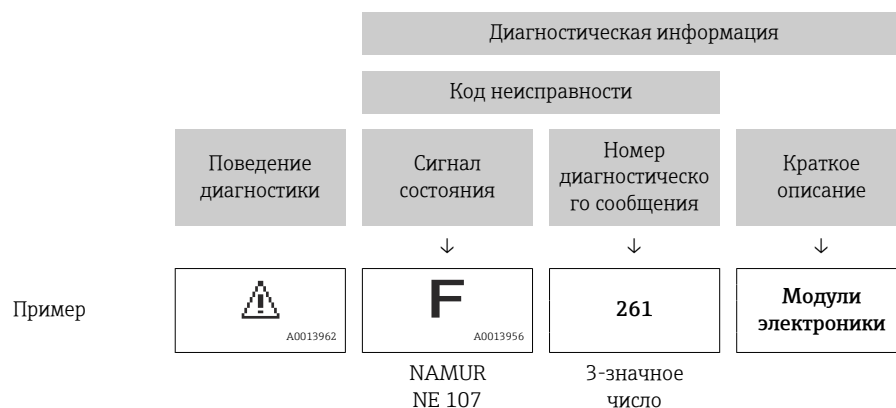 Диагностическая информация
Код неисправности
Поведение
диагностики
Сигнал
состояния
Номер
диагностическо
го сообщения
Краткое
описание
↓ ↓ ↓
Пример
A0013962
F
A0013956
261
Модули
электроники
NAMUR
NE 107
3-значное
число